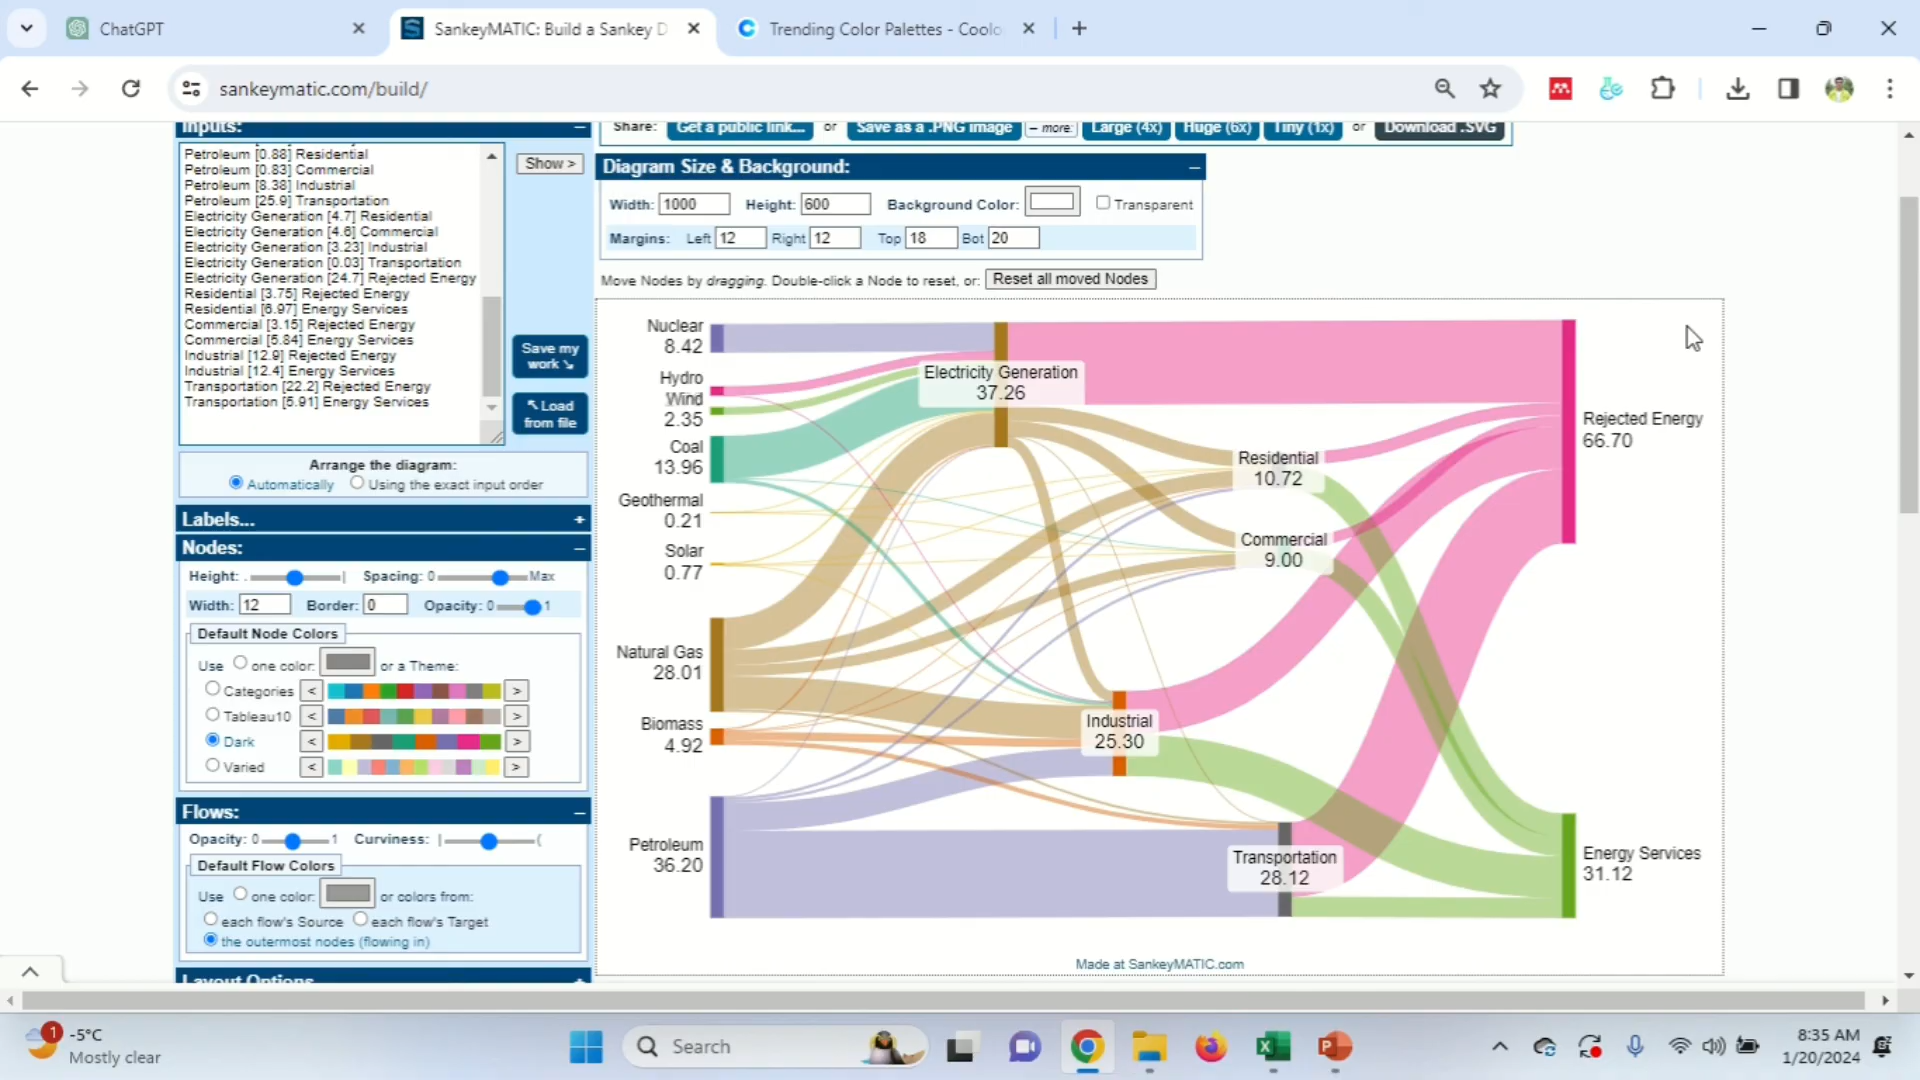 ChatGPT
SankeyMATIC: Build a Sankey D
Trending Color Palettes - Coolo
sankeymatic.com/build/
Inputs:
Share: Get a public link... or Save as a .PNG image – more: Large (4x) Huge (6x) Tiny (1x) or Download .SVG
Petroleum [0.88] Residential
Petroleum [0.83] Commercial
Petroleum [8.38] Industrial
Petroleum [25.9] Transportation
Electricity Generation [4.7] Residential
Electricity Generation [4.6] Commercial
Electricity Generation [3.23] Industrial
Electricity Generation [0.03] Transportation
Electricity Generation [24.7] Rejected Energy
Residential [3.75] Rejected Energy
Residential [6.97] Energy Services
Commercial [3.15] Rejected Energy
Commercial [5.84] Energy Services
Industrial [12.9] Rejected Energy
Industrial [12.4] Energy Services
Transportation [22.2] Rejected Energy
Transportation [5.91] Energy Services
Show >
Save my
work ↘
↖ Load
from file
Arrange the diagram:
Automatically Using the exact input order
Labels... +
Nodes: –
Height: Spacing: 0 Max
Width: 12 Border: 0 Opacity: 0 1
Default Node Colors
Use one color: or a Theme:
Categories < >
Tableau10 < >
Dark < >
Varied < >
Flows: –
Opacity: 0 1 Curviness: | (
Default Flow Colors
Use one color: or colors from:
each flow's Source each flow's Target
the outermost nodes (flowing in)
Layout Options
Diagram Size & Background: –
Width: 1000 Height: 600 Background Color: Transparent
Margins: Left 12 Right 12 Top 18 Bot 20
Move Nodes by dragging. Double-click a Node to reset, or: Reset all moved Nodes
Nuclear
8.42
Hydro
Wind
2.35
Coal
13.96
Geothermal
0.21
Solar
0.77
Natural Gas
28.01
Biomass
4.92
Petroleum
36.20
Electricity Generation
37.26
Residential
10.72
Commercial
9.00
Industrial
25.30
Transportation
28.12
Rejected Energy
66.70
Energy Services
31.12
Made at SankeyMATIC.com
1
-5°C
Mostly clear
Search
8:35 AM
1/20/2024